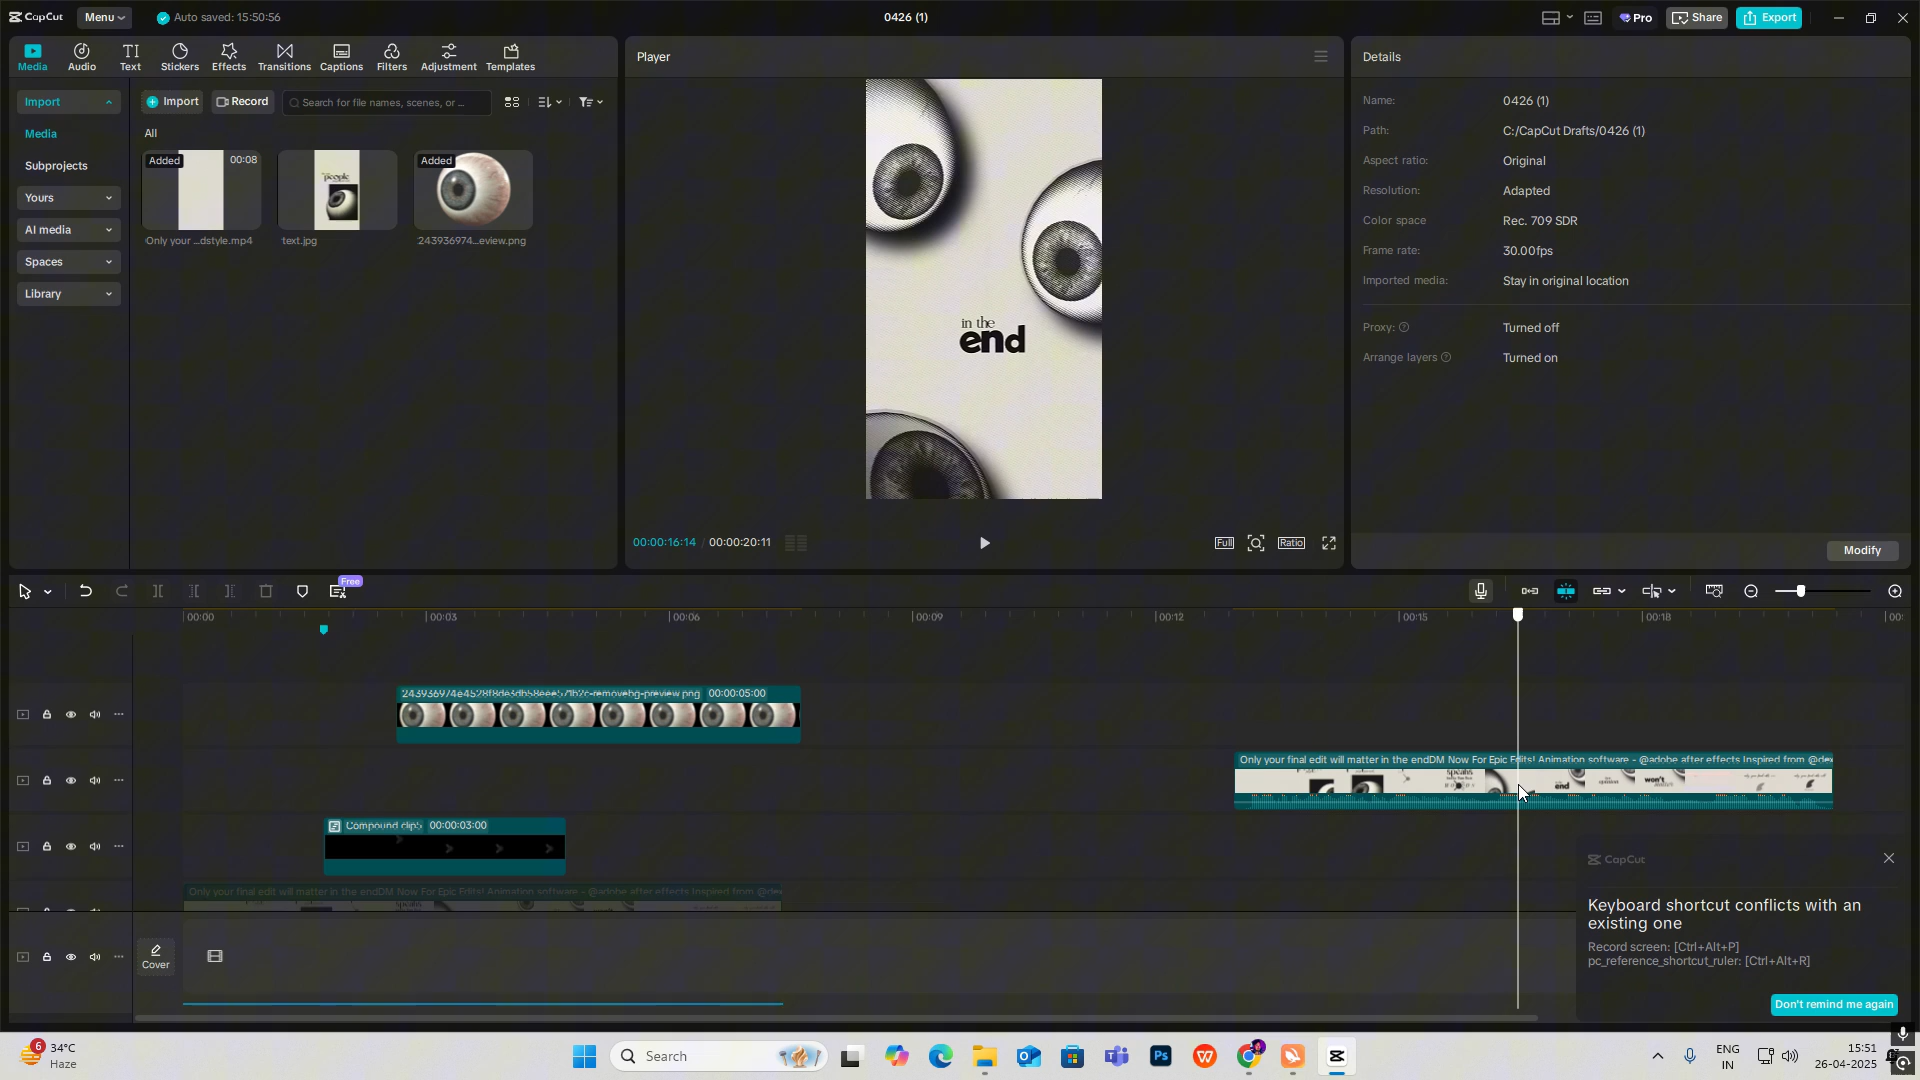 CapCut
Menu
Auto saved: 15:50:56
0426 (1)
Pro
Share
Export
Media
Audio
Text
Stickers
Effects
Transitions
Captions
Filters
Adjustment
Templates
Import
Media
Subprojects
Yours
AI media
Spaces
Library
Import
Record
Search for file names, scenes, or ...
All
Added
00:08
Only your ...dstyle.mp4
people
text.jpg
Added
243936974...eview.png
Player
in the
end
00:00:16:14 / 00:00:20:11
Full
Ratio
Details
Name: 0426 (1)
Path: C:/CapCut Drafts/0426 (1)
Aspect ratio: Original
Resolution: Adapted
Color space Rec. 709 SDR
Frame rate: 30.00fps
Imported media: Stay in original location
Proxy: Turned off
Arrange layers Turned on
Modify
Free
00:00
00:03
00:06
00:09
00:12
00:15
00:18
00:
00:00:05:00
Only your final edit will matter in the endDM Now For Epic Edits! Animation software - @adobe after effects Inspired from @de
speaks
end
won't
Compound clip 00:00:03:00
Only your final edit will matter in the endDM Now For Epic Edits! Animation software - @adobe after effects Inspired from @de
Cover
CapCut
Keyboard shortcut conflicts with an
existing one
Record screen: [Ctrl+Alt+P]
pc_reference_shortcut_ruler: [Ctrl+Alt+R]
Don't remind me again
6
34°C
Haze
Search
Ps
W
ENG
IN
15:51
26-04-2025